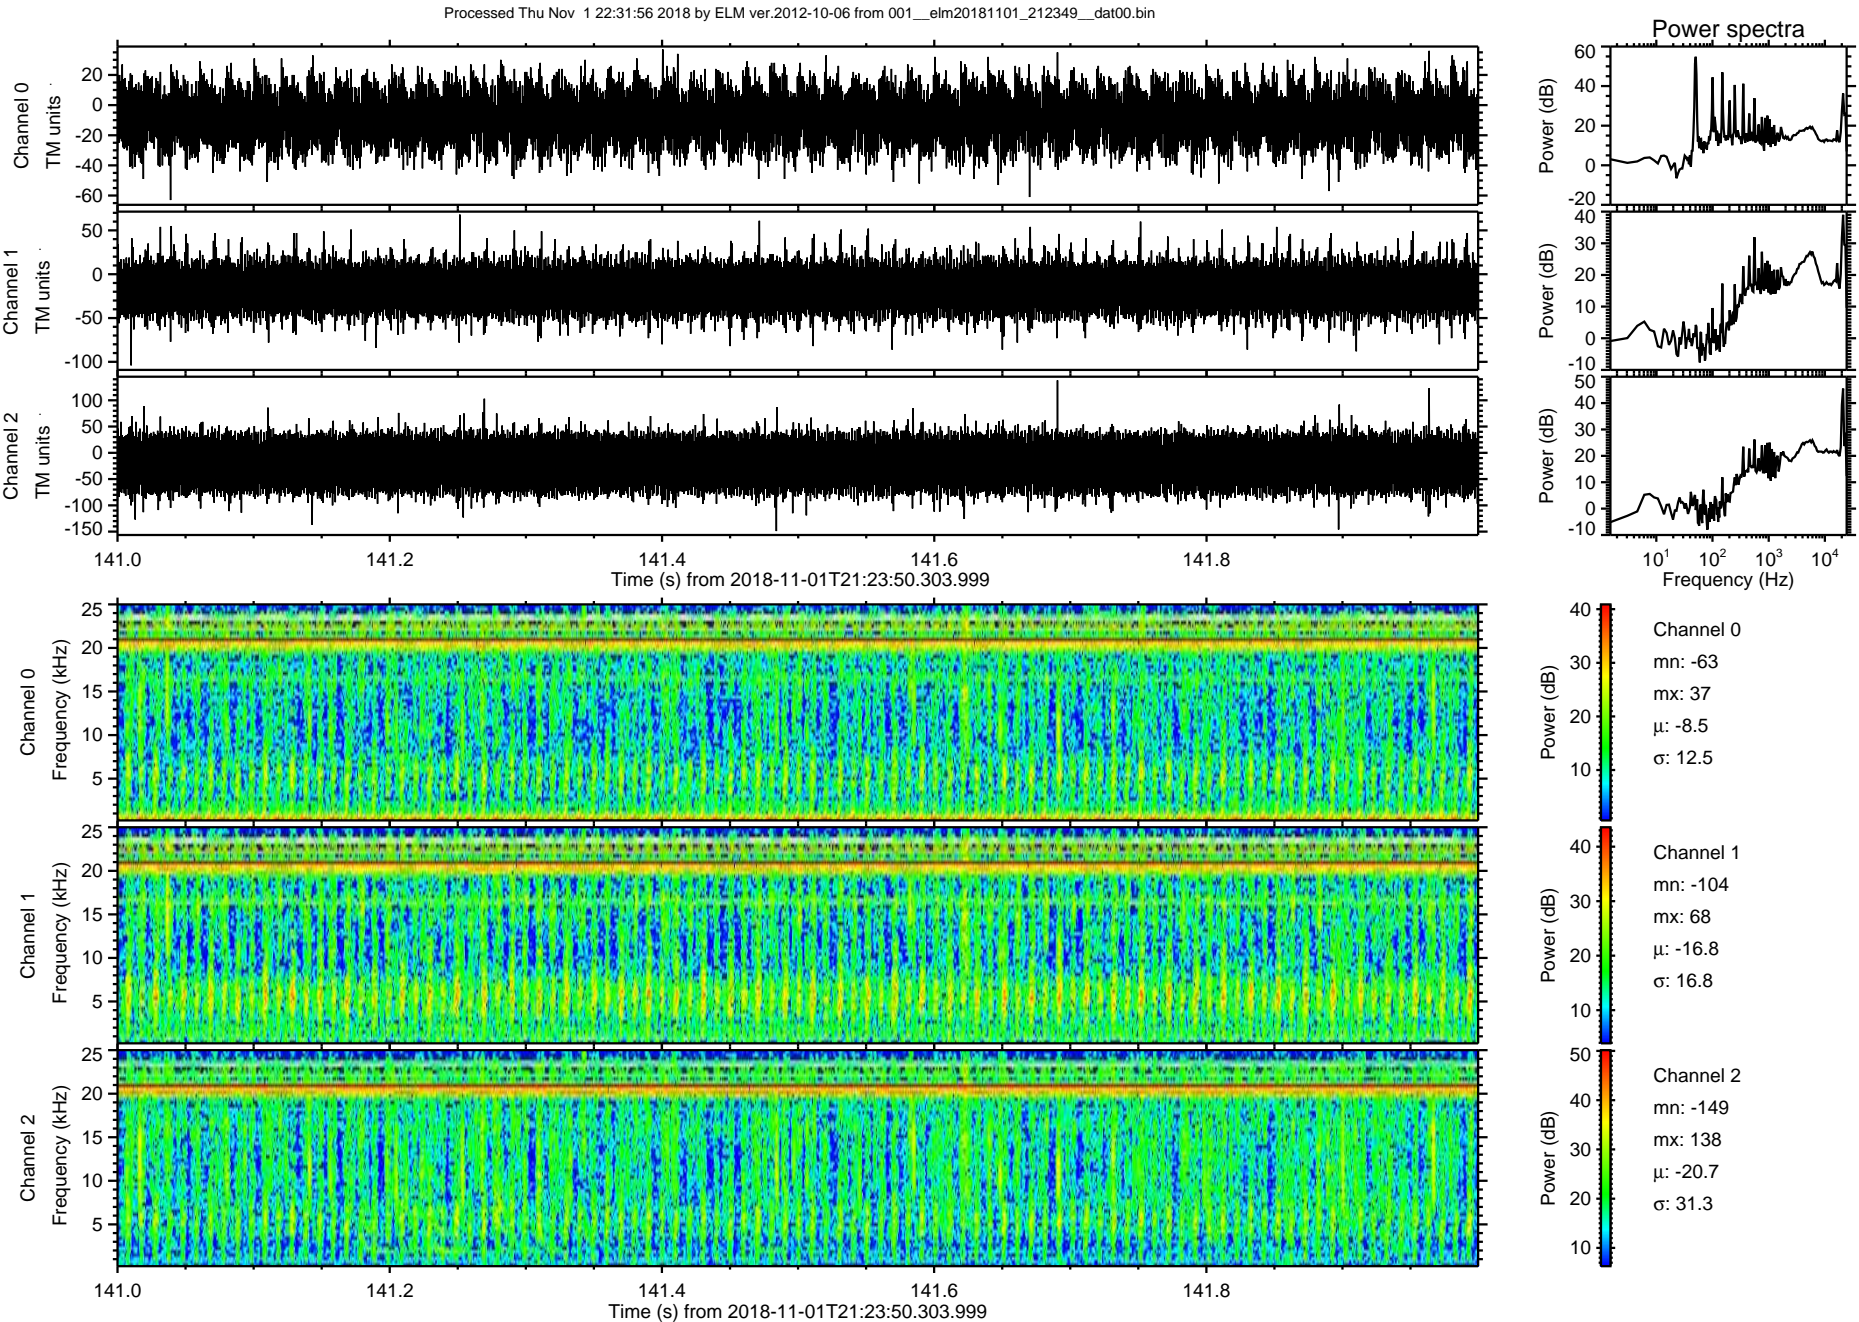 Processed Thu Nov  1 22:31:56 2018 by ELM ver.2012-10-06 from 001__elm20181101_212349__dat00.bin
Power spectra
Channel 0
TM units
20
0
-20
-40
-60
Power (dB)
60
40
20
0
-20
Channel 1
TM units
50
0
-50
-100
Power (dB)
40
30
20
10
0
-10
Channel 2
TM units
100
50
0
-50
-100
-150
Power (dB)
50
40
30
20
10
0
-10
141.0 141.2 141.4 141.6 141.8
Time (s) from 2018-11-01T21:23:50.303.999
10^1 10^2 10^3 10^4
Frequency (Hz)
Channel 0
Frequency (kHz)
25
20
15
10
5
Power (dB)
40
30
20
10
Channel 0
mn: -63
mx: 37
μ: -8.5
σ: 12.5
Channel 1
Frequency (kHz)
25
20
15
10
5
Power (dB)
40
30
20
10
Channel 1
mn: -104
mx: 68
μ: -16.8
σ: 16.8
Channel 2
Frequency (kHz)
25
20
15
10
5
Power (dB)
50
40
30
20
10
Channel 2
mn: -149
mx: 138
μ: -20.7
σ: 31.3
141.0 141.2 141.4 141.6 141.8
Time (s) from 2018-11-01T21:23:50.303.999